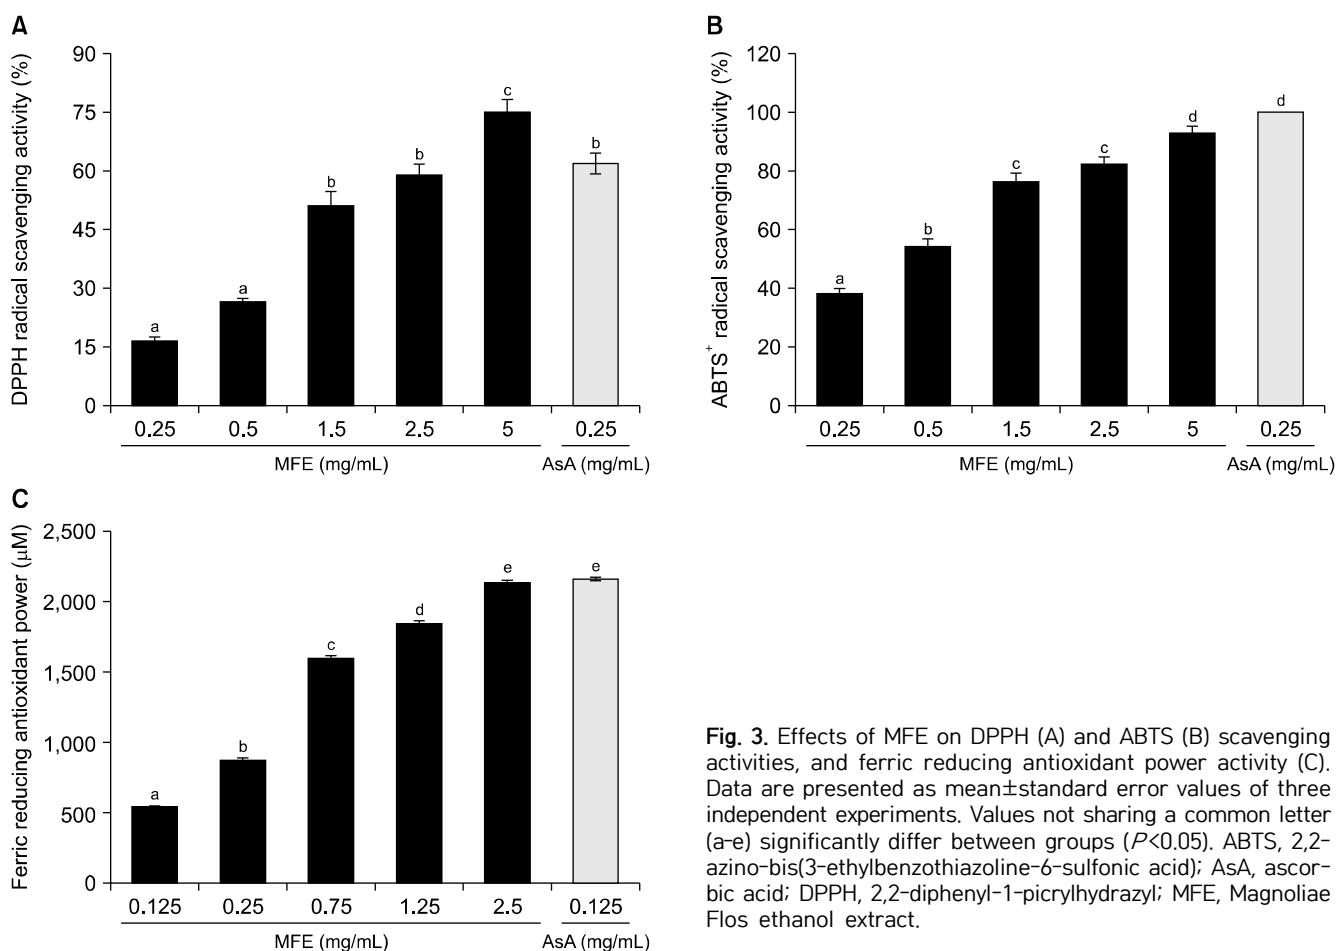 A
DPPH radical scavenging activity (%)
90
75
60
45
30
15
0
a
a
b
b
c
b
0.25 0.5 1.5 2.5 5 0.25
MFE (mg/mL) AsA (mg/mL)
B
ABTS⁺ radical scavenging activity (%)
120
100
80
60
40
20
0
a
b
c
c
d
d
0.25 0.5 1.5 2.5 5 0.25
MFE (mg/mL) AsA (mg/mL)
C
Ferric reducing antioxidant power (μM)
2,500
2,000
1,500
1,000
500
0
a
b
c
d
e
e
0.125 0.25 0.75 1.25 2.5 0.125
MFE (mg/mL) AsA (mg/mL)
Fig. 3. Effects of MFE on DPPH (A) and ABTS (B) scavenging
activities, and ferric reducing antioxidant power activity (C).
Data are presented as mean±standard error values of three
independent experiments. Values not sharing a common letter
(a-e) significantly differ between groups (P<0.05). ABTS, 2,2-
azino-bis(3-ethylbenzothiazoline-6-sulfonic acid); AsA, ascor-
bic acid; DPPH, 2,2-diphenyl-1-picrylhydrazyl; MFE, Magnoliae
Flos ethanol extract.